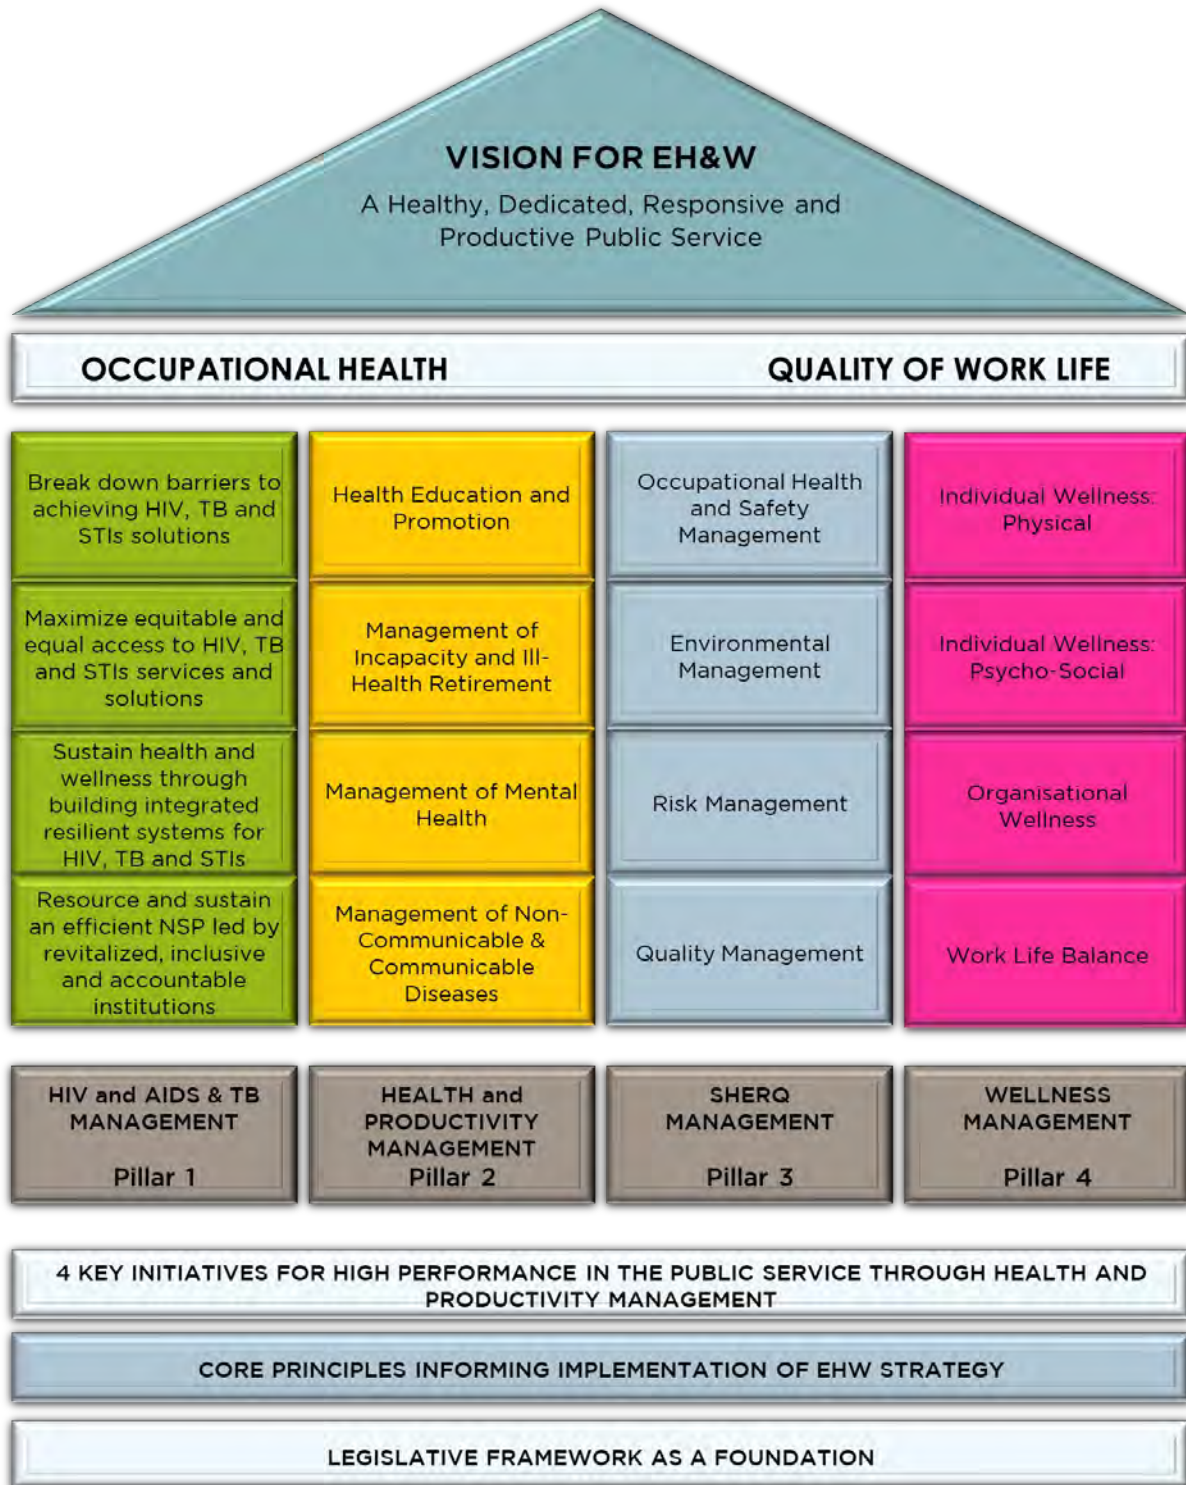 VISION FOR EH&W
A Healthy, Dedicated, Responsive and
Productive Public Service
OCCUPATIONAL HEALTH
QUALITY OF WORK LIFE
Break down barriers to
achieving HIV, TB and
STIs solutions
Maximize equitable and
equal access to HIV, TB
and STIs services and
solutions
Sustain health and
wellness through
building integrated
resilient systems for
HIV, TB and STIs
Resource and sustain
an efficient NSP led by
revitalized, inclusive
and accountable
institutions
Health Education and
Promotion
Management of
Incapacity and Ill-
Health Retirement
Management of Mental
Health
Management of Non-
Communicable &
Communicable
Diseases
Occupational Health
and Safety
Management
Environmental
Management
Risk Management
Quality Management
Individual Wellness:
Physical
Individual Wellness:
Psycho-Social
Organisational
Wellness
Work Life Balance
HIV and AIDS & TB
MANAGEMENT
Pillar 1
HEALTH and
PRODUCTIVITY
MANAGEMENT
Pillar 2
SHERQ
MANAGEMENT
Pillar 3
WELLNESS
MANAGEMENT
Pillar 4
4 KEY INITIATIVES FOR HIGH PERFORMANCE IN THE PUBLIC SERVICE THROUGH HEALTH AND
PRODUCTIVITY MANAGEMENT
CORE PRINCIPLES INFORMING IMPLEMENTATION OF EHW STRATEGY
LEGISLATIVE FRAMEWORK AS A FOUNDATION